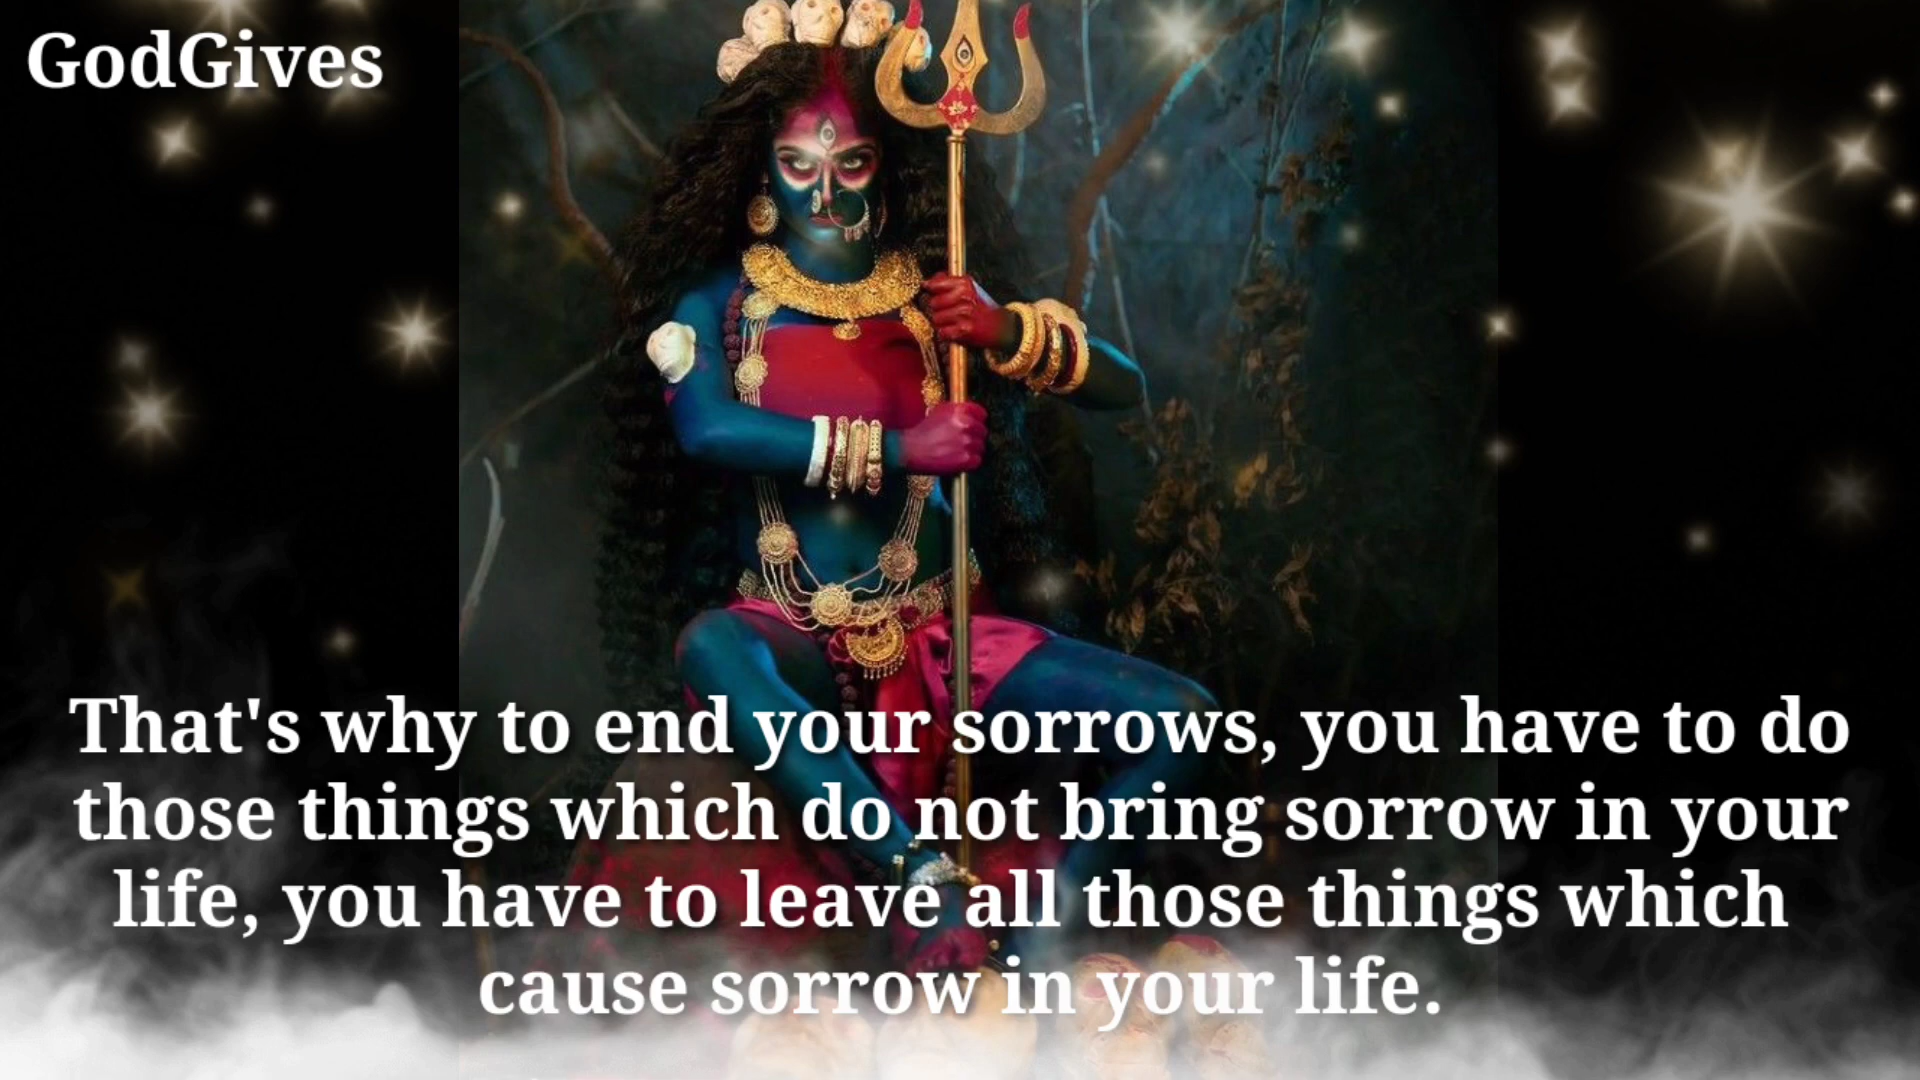 GodGives
That's why to end your sorrows, you have to do
those things which do not bring sorrow in your
life, you have to leave all those things which
cause sorrow in your life.